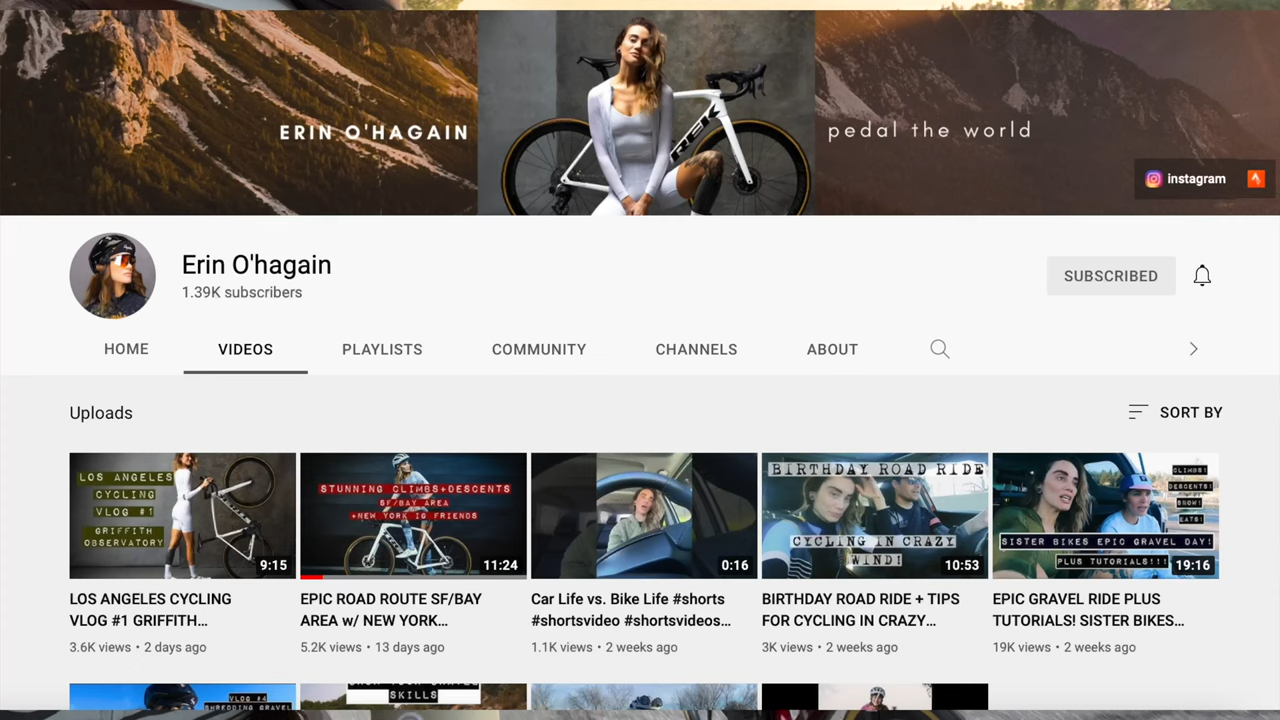 ERIN O'HAGAIN
pedal the world
TREK
instagram
Erin O'hagain
1.39K subscribers
SUBSCRIBED
HOME VIDEOS PLAYLISTS COMMUNITY CHANNELS ABOUT
Uploads
SORT BY
LOS ANGELES
CYCLING
VLOG #1
GRIFFITH
OBSERVATORY
9:15
STUNNING CLIMBS+DESCENTS
SF/BAY AREA
+NEW YORK IG FRIENDS
11:24
0:16
BIRTHDAY ROAD RIDE
CYCLING IN CRAZY
WIND!
10:53
CLIMBS!
DESCENTS!
SNOW!
EATS!
SISTER BIKES EPIC GRAVEL DAY!
PLUS TUTORIALS!!!
19:16
LOS ANGELES CYCLING
VLOG #1 GRIFFITH...
3.6K views • 2 days ago
EPIC ROAD ROUTE SF/BAY
AREA w/ NEW YORK...
5.2K views • 13 days ago
Car Life vs. Bike Life #shorts
#shortsvideo #shortsvideos...
1.1K views • 2 weeks ago
BIRTHDAY ROAD RIDE + TIPS
FOR CYCLING IN CRAZY...
3K views • 2 weeks ago
EPIC GRAVEL RIDE PLUS
TUTORIALS! SISTER BIKES...
19K views • 2 weeks ago
VLOG #4
SHREDDING GRAVEL
SKILLS